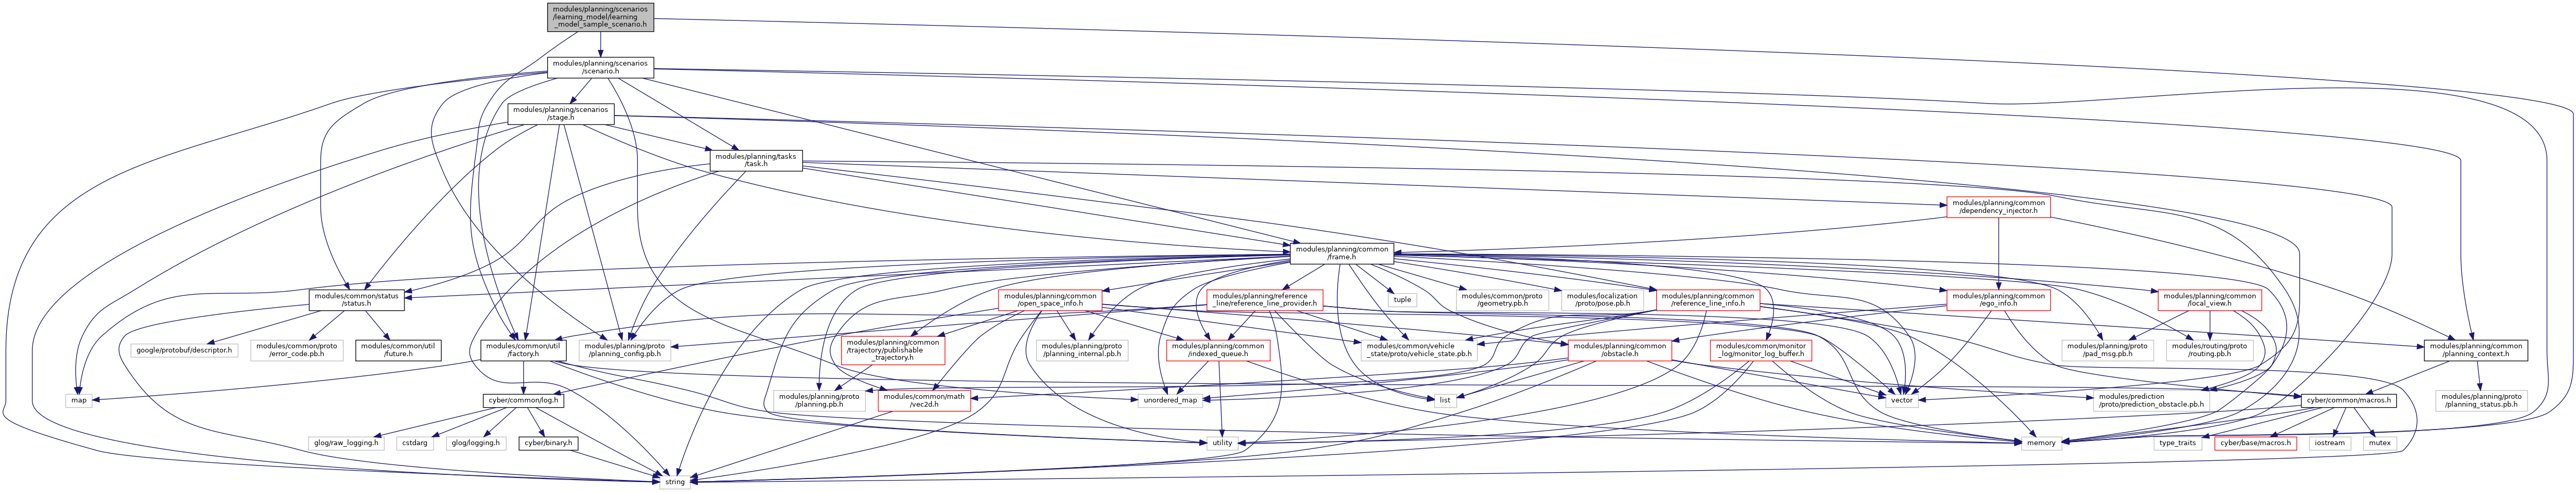 modules/planning/scenarios
/learning_model/learning
_model_sample_scenario.h
modules/planning/scenarios
/scenario.h
modules/planning/scenarios
/stage.h
modules/planning/tasks
/task.h
modules/planning/common
/dependency_injector.h
modules/planning/common
/frame.h
modules/common/status
/status.h
modules/planning/common
/open_space_info.h
modules/planning/reference
_line/reference_line_provider.h
tuple
modules/common/proto
/geometry.pb.h
modules/localization
/proto/pose.pb.h
modules/planning/common
/reference_line_info.h
modules/planning/common
/ego_info.h
modules/planning/common
/local_view.h
google/protobuf/descriptor.h
modules/common/proto
/error_code.pb.h
modules/common/util
/future.h
modules/common/util
/factory.h
modules/planning/proto
/planning_config.pb.h
modules/planning/common
/trajectory/publishable
_trajectory.h
modules/planning/proto
/planning_internal.pb.h
modules/planning/common
/indexed_queue.h
modules/common/vehicle
_state/proto/vehicle_state.pb.h
modules/planning/common
/obstacle.h
modules/common/monitor
_log/monitor_log_buffer.h
modules/planning/proto
/pad_msg.pb.h
modules/routing/proto
/routing.pb.h
modules/planning/common
/planning_context.h
map
cyber/common/log.h
modules/planning/proto
/planning.pb.h
modules/common/math
/vec2d.h
unordered_map
list
vector
modules/prediction
/proto/prediction_obstacle.pb.h
cyber/common/macros.h
modules/planning/proto
/planning_status.pb.h
glog/raw_logging.h
cstdarg
glog/logging.h
cyber/binary.h
utility
memory
type_traits
cyber/base/macros.h
iostream
mutex
string